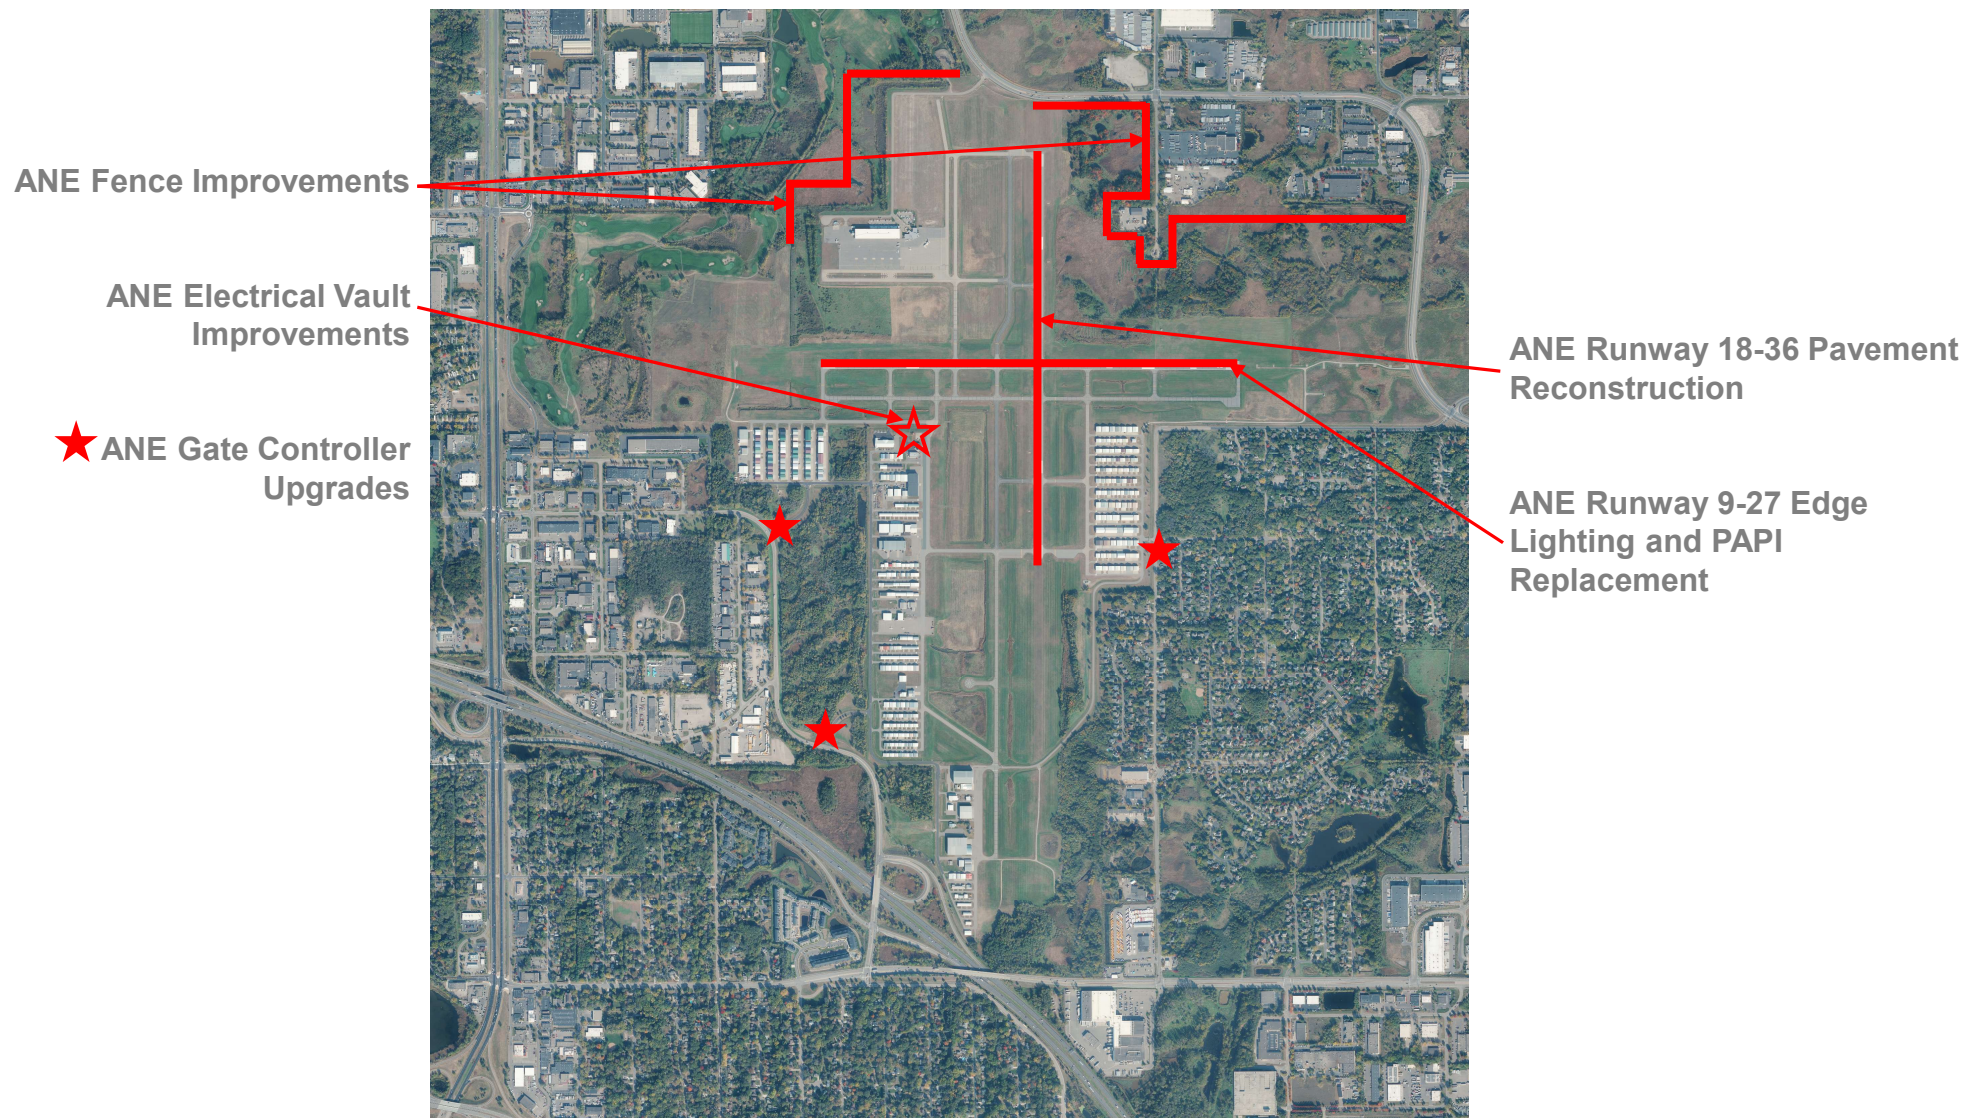 ANE Fence Improvements
ANE Electrical Vault
Improvements
ANE Gate Controller
Upgrades
ANE Runway 18-36 Pavement
Reconstruction
ANE Runway 9-27 Edge
Lighting and PAPI
Replacement